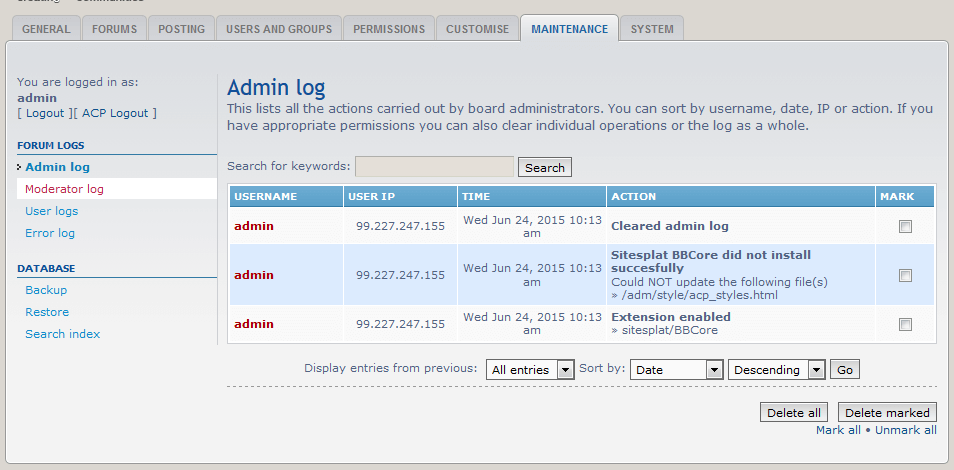 GENERAL FORUMS POSTING USERS AND GROUPS PERMISSIONS CUSTOMISE MAINTENANCE SYSTEM
You are logged in as:
admin
[ Logout ][ ACP Logout ]
FORUM LOGS
Admin log
Moderator log
User logs
Error log
DATABASE
Backup
Restore
Search index
Admin log
This lists all the actions carried out by board administrators. You can sort by username, date, IP or action. If you
have appropriate permissions you can also clear individual operations or the log as a whole.
Search for keywords: Search
USERNAME USER IP TIME ACTION MARK
admin 99.227.247.155 Wed Jun 24, 2015 10:13 Cleared admin log
am
Sitesplat BBCore did not install
succesfully
admin 99.227.247.155 Wed Jun 24, 2015 10:13 Could NOT update the following file(s)
am » /adm/style/acp_styles.html
admin 99.227.247.155 Wed Jun 24, 2015 10:13 Extension enabled
am » sitesplat/BBCore
Display entries from previous: All entries Sort by: Date Descending Go
Delete all Delete marked
Mark all • Unmark all